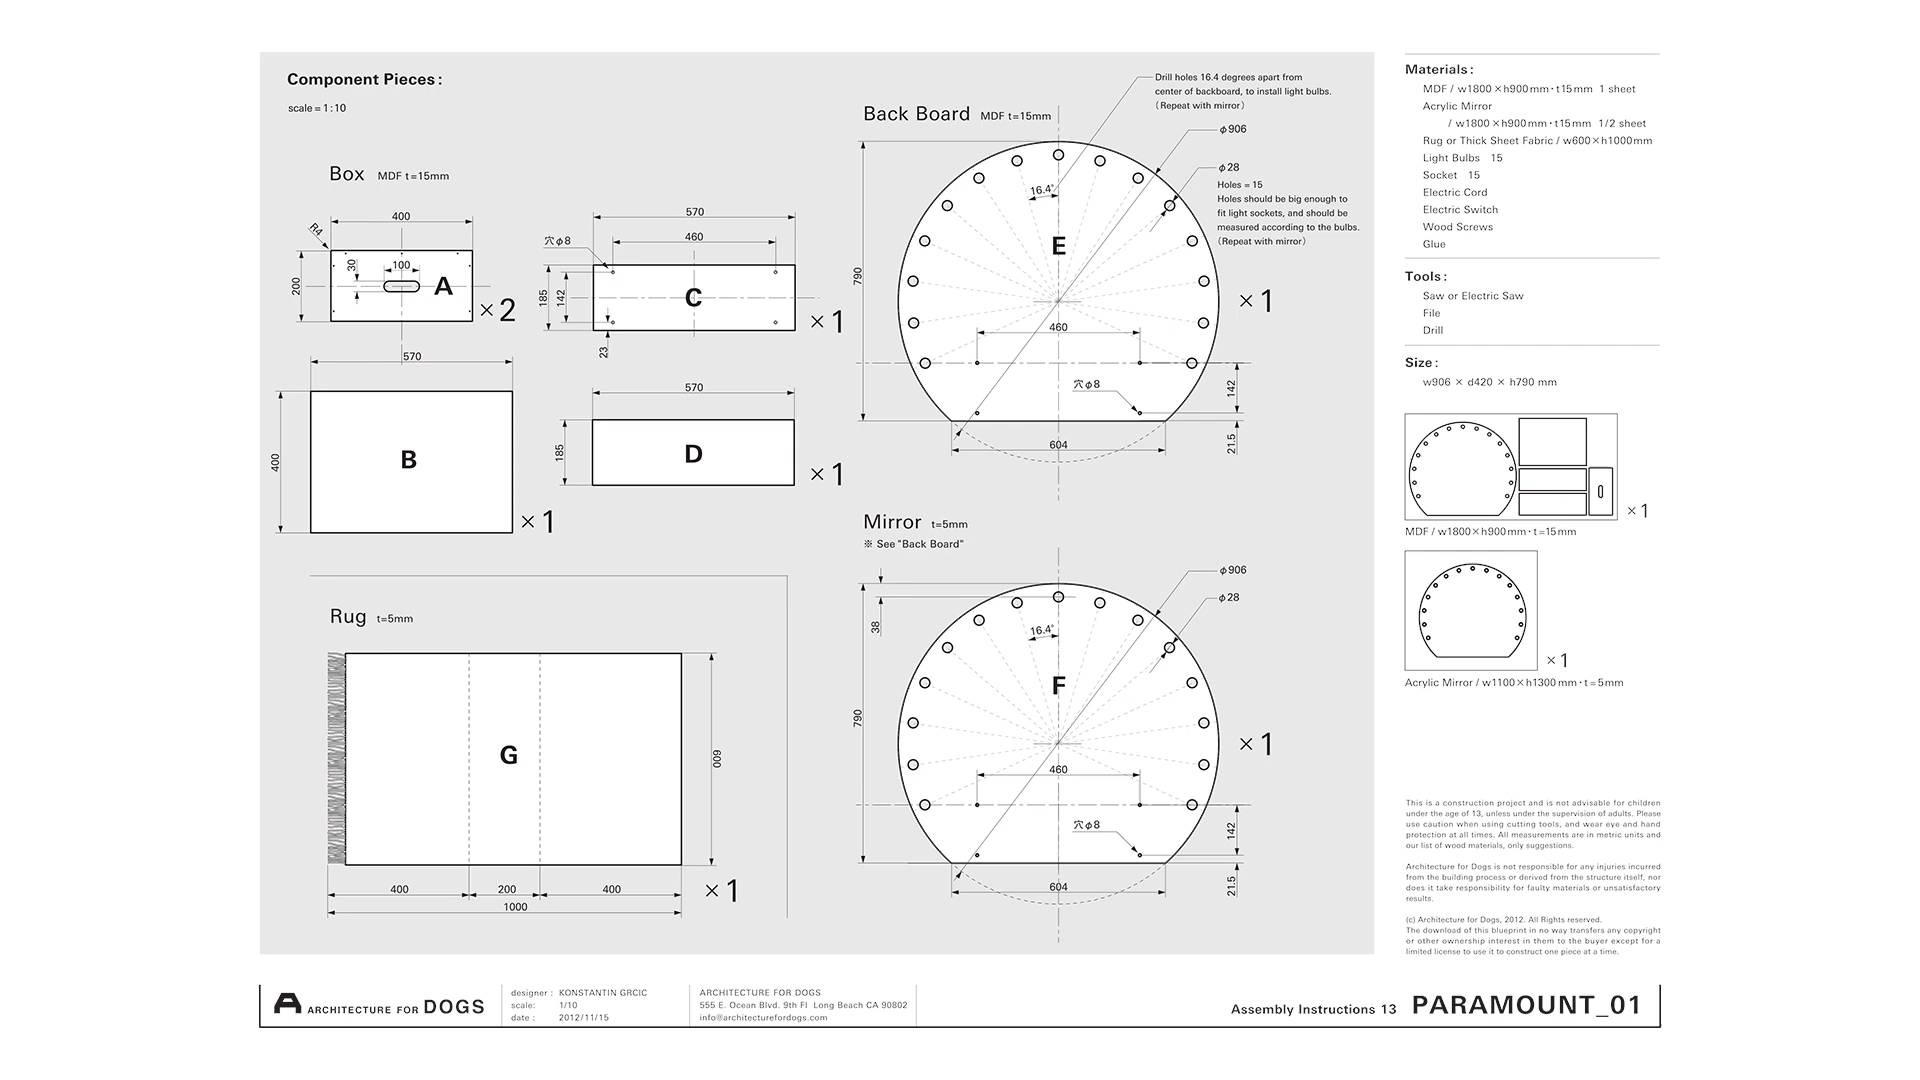 Component Pieces :
scale = 1 : 10
Box MDF t=15mm
R4
400
200
30
100
A
×2
570
460
穴φ8
185
142
23
C
×1
570
400
B
×1
570
185
D
×1
Rug t=5mm
G
600
400
200
400
1000
×1
Back Board MDF t=15mm
Drill holes 16.4 degrees apart from
center of backboard, to install light bulbs.
(Repeat with mirror)
φ906
φ28
Holes = 15
Holes should be big enough to
fit light sockets, and should be
measured according to the bulbs.
(Repeat with mirror)
16.4°
E
790
460
穴φ8
142
21.5
604
×1
Mirror t=5mm
※ See "Back Board"
φ906
φ28
38
16.4°
F
790
460
穴φ8
142
21.5
604
×1
Materials :
MDF / w1800×h900mm・t15mm 1 sheet
Acrylic Mirror
/ w1800×h900mm・t15mm 1/2 sheet
Rug or Thick Sheet Fabric / w600×h1000mm
Light Bulbs 15
Socket 15
Electric Cord
Electric Switch
Wood Screws
Glue
Tools :
Saw or Electric Saw
File
Drill
Size :
w906 × d420 × h790 mm
×1
MDF / w1800×h900mm・t=15mm
×1
Acrylic Mirror / w1100×h1300mm・t=5mm
This is a construction project and is not advisable for children
under the age of 13, unless under the supervision of adults. Please
use caution when using cutting tools, and wear eye and hand
protection at all times. All measurements are in metric units and
our list of wood materials, only suggestions.
Architecture for Dogs is not responsible for any injuries incurred
from the building process or derived from the structure itself, nor
does it take responsibility for faulty materials or unsatisfactory
results.
(c) Architecture for Dogs, 2012. All Rights reserved.
The download of this blueprint in no way transfers any copyright
or other ownership interest in them to the buyer except for a
limited license to use it to construct one piece at a time.
A ARCHITECTURE FOR DOGS
designer : KONSTANTIN GRCIC
scale: 1/10
date : 2012/11/15
ARCHITECTURE FOR DOGS
555 E. Ocean Blvd. 9th Fl Long Beach CA 90802
info@architecturefordogs.com
Assembly Instructions 13 PARAMOUNT_01